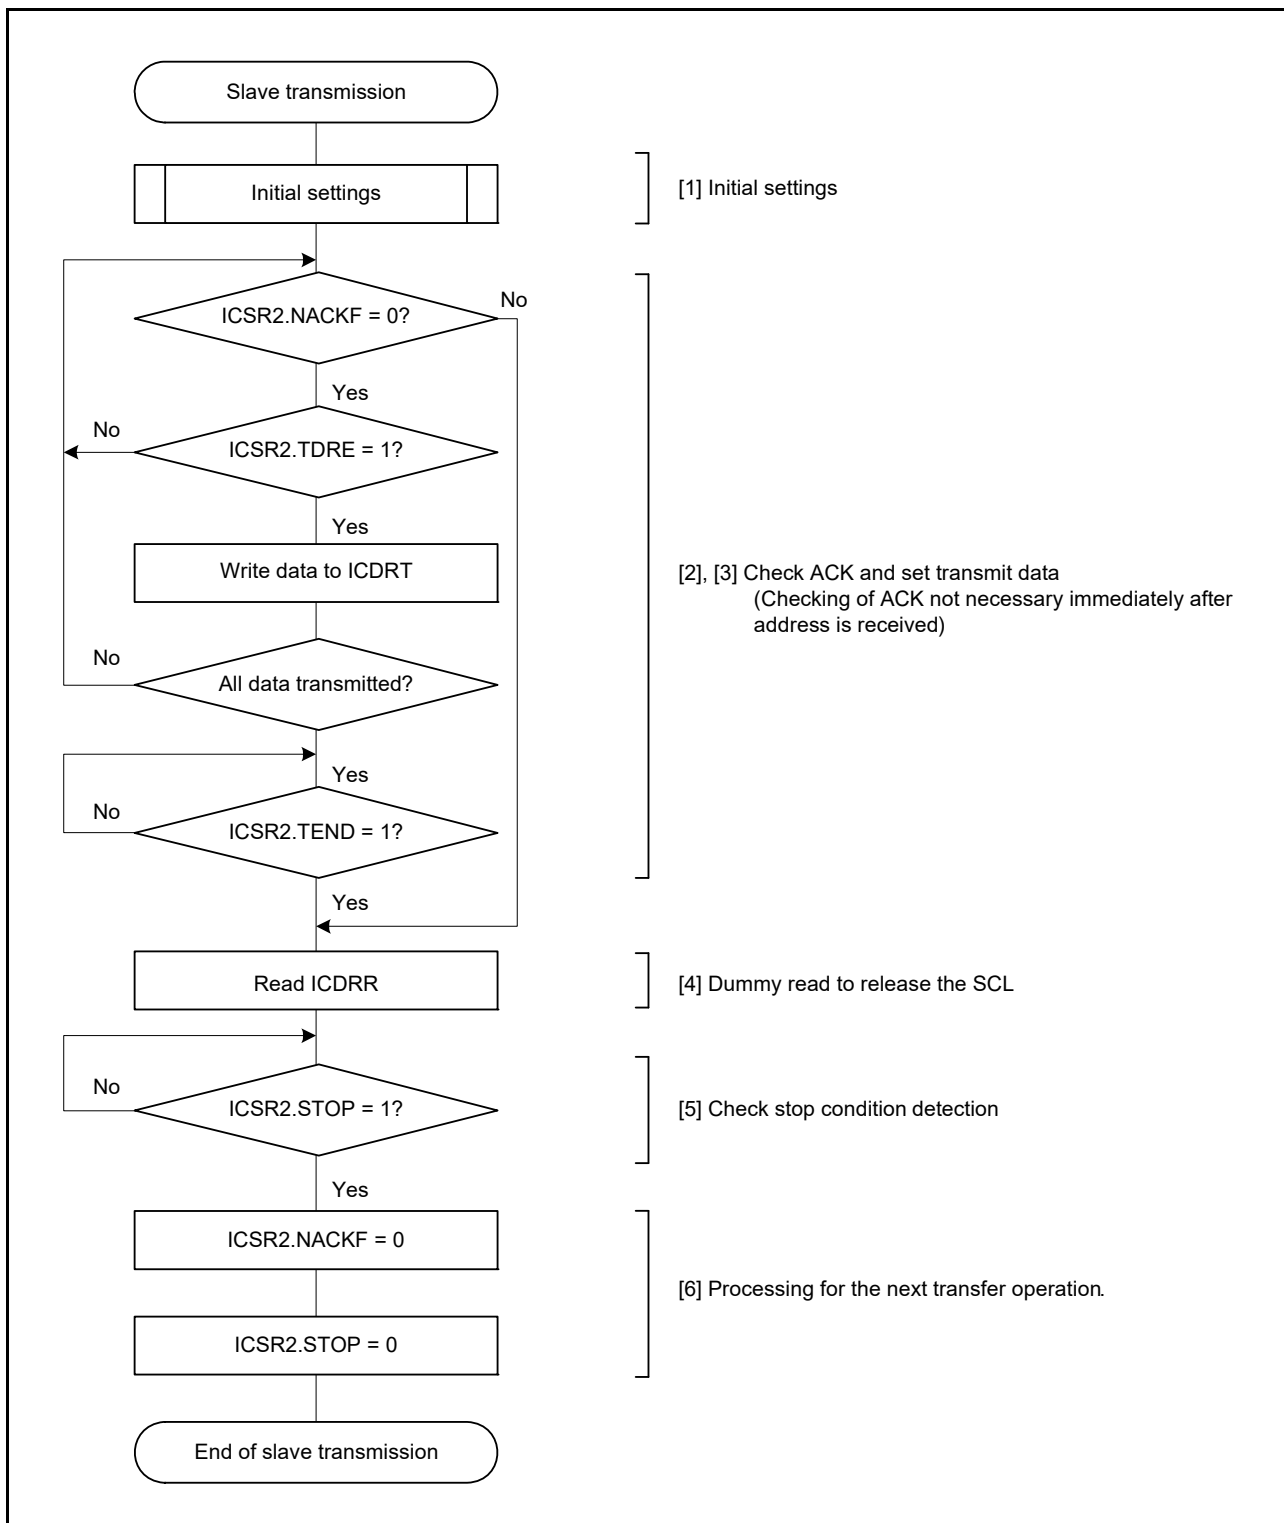 Slave transmission
Initial settings
[1] Initial settings
ICSR2.NACKF = 0?
No
Yes
No
ICSR2.TDRE = 1?
Yes
Write data to ICDRT
[2], [3] Check ACK and set transmit data
(Checking of ACK not necessary immediately after
address is received)
No
All data transmitted?
Yes
No
ICSR2.TEND = 1?
Yes
Read ICDRR
[4] Dummy read to release the SCL
No
ICSR2.STOP = 1?
[5] Check stop condition detection
Yes
ICSR2.NACKF = 0
[6] Processing for the next transfer operation.
ICSR2.STOP = 0
End of slave transmission